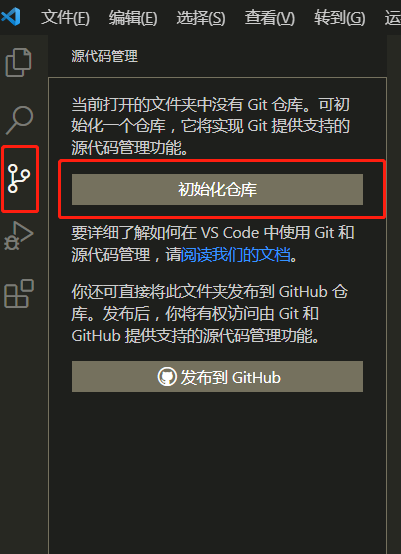 文件(F) 编辑(E) 选择(S) 查看(V) 转到(G) 运
源代码管理
当前打开的文件夹中没有 Git 仓库。可初
始化一个仓库，它将实现 Git 提供支持的
源代码管理功能。
初始化仓库
要详细了解如何在 VS Code 中使用 Git 和
源代码管理，请阅读我们的文档。
你还可直接将此文件夹发布到 GitHub 仓
库。发布后，你将有权访问由 Git 和
GitHub 提供支持的源代码管理功能。
发布到 GitHub